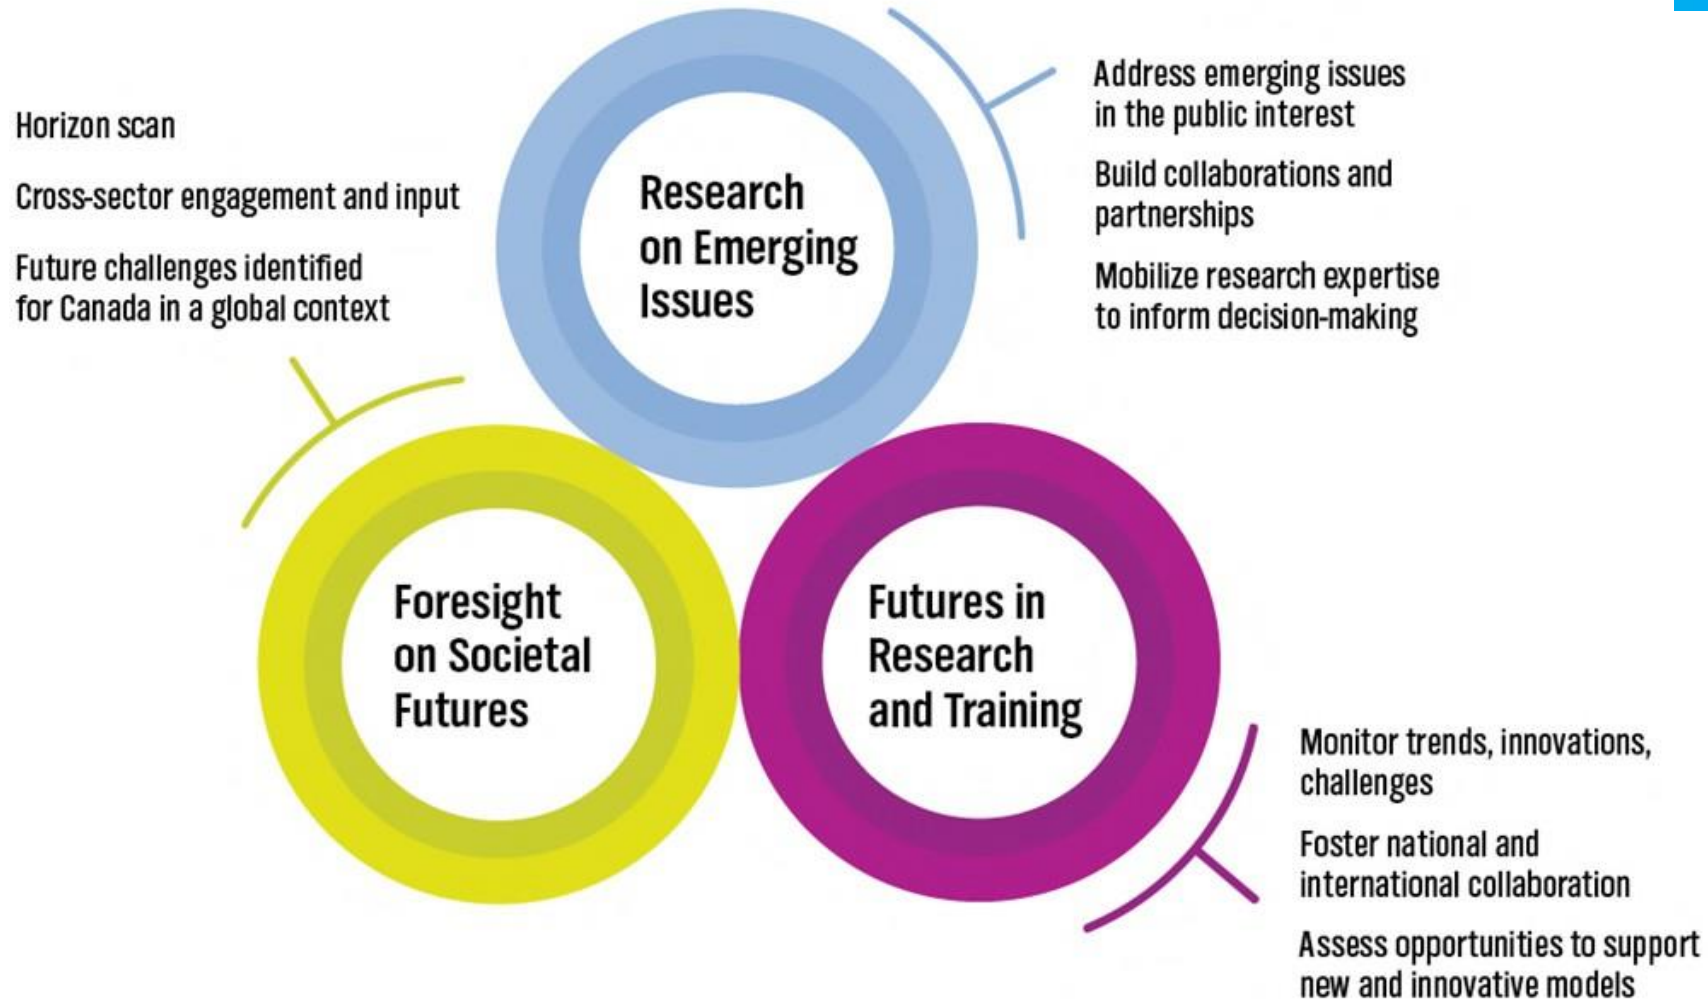 Horizon scan
Cross-sector engagement and input
Future challenges identified
for Canada in a global context
Research
on Emerging
Issues
Address emerging issues
in the public interest
Build collaborations and
partnerships
Mobilize research expertise
to inform decision-making
Foresight
on Societal
Futures
Futures in
Research
and Training
Monitor trends, innovations,
challenges
Foster national and
international collaboration
Assess opportunities to support
new and innovative models